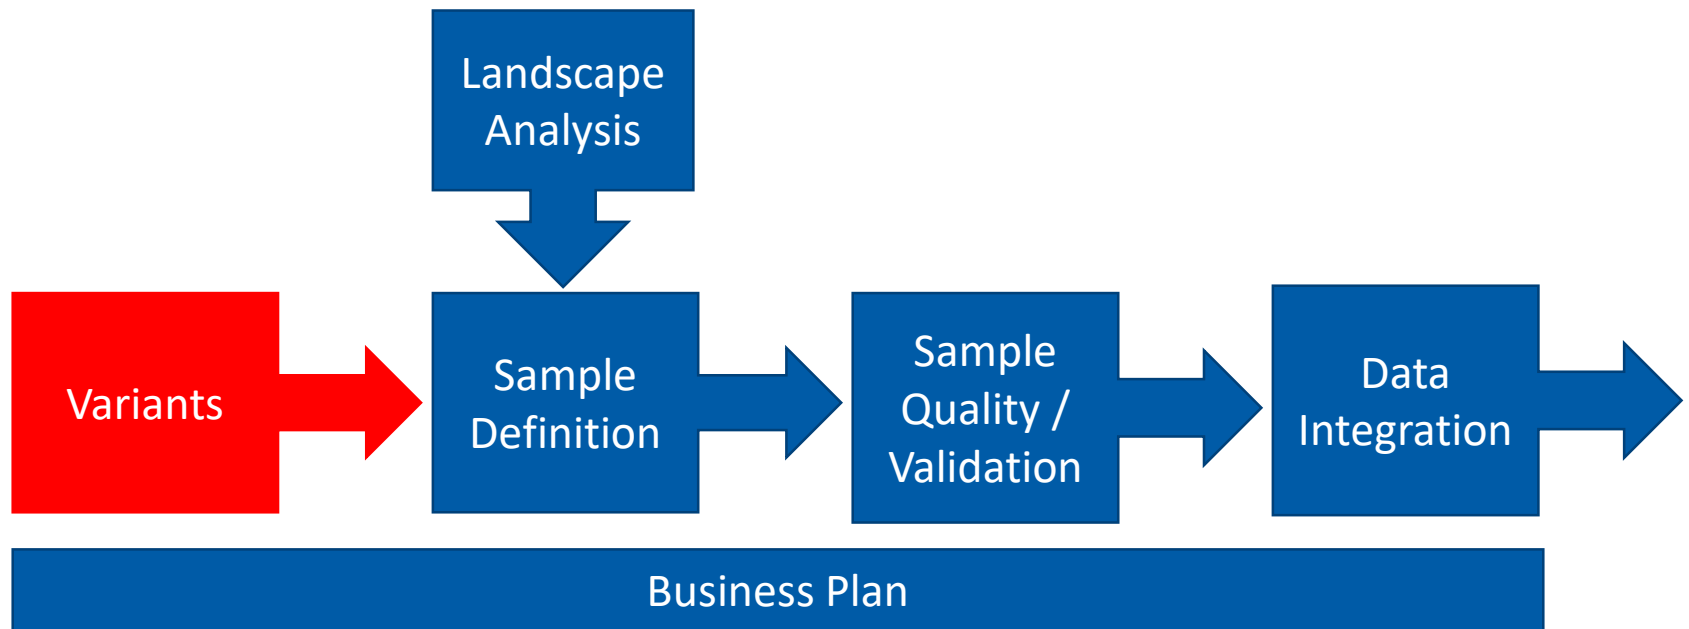 Landscape
Analysis
Variants
Sample
Definition
Sample
Quality /
Validation
Data
Integration
Business Plan